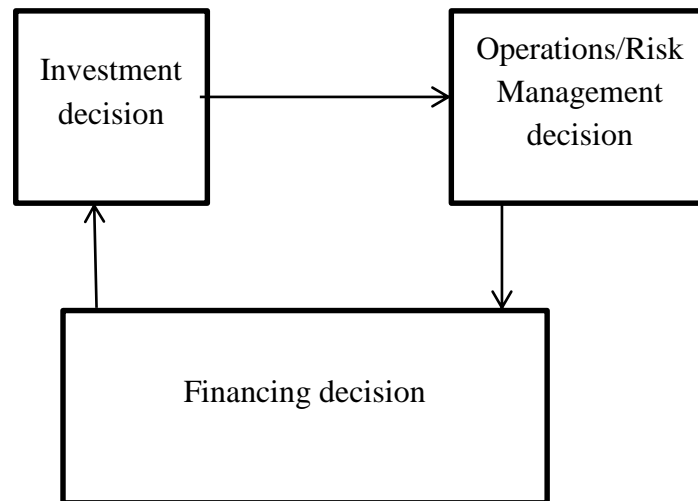 Investment
decision
Operations/Risk
Management
decision
Financing decision